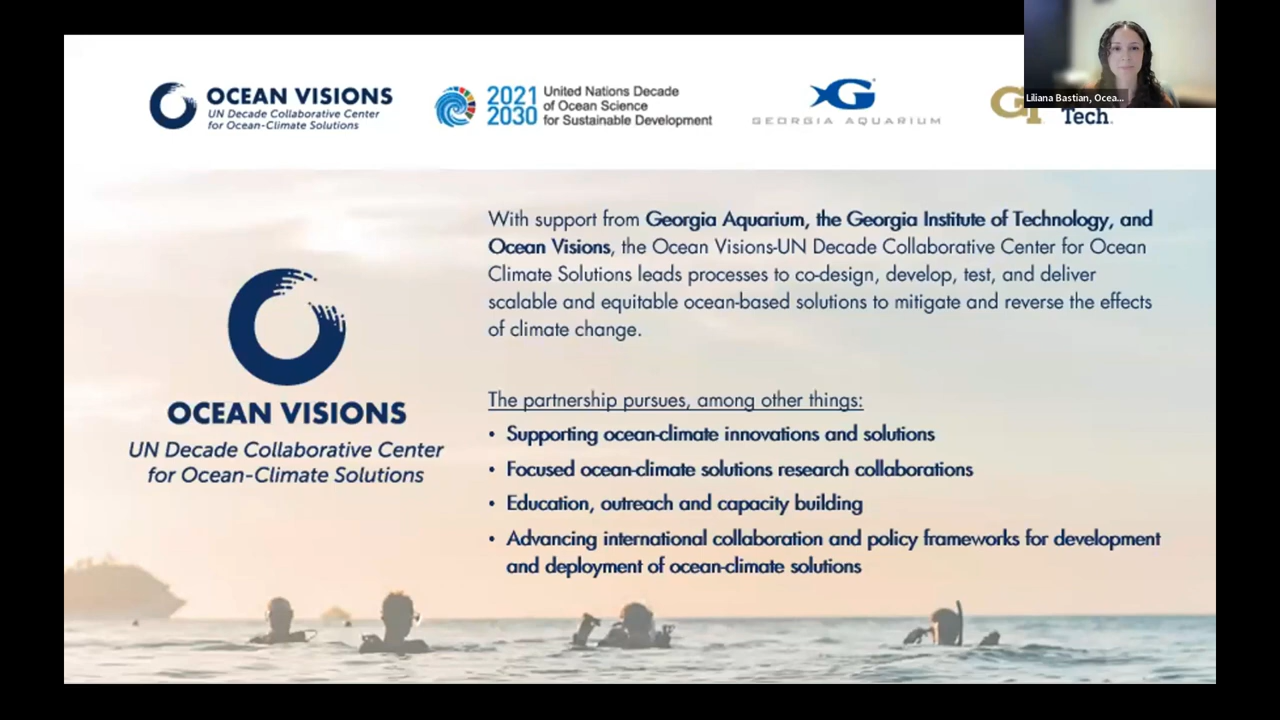 Liliana Bastian, Ocea...
OCEAN VISIONS
UN Decade Collaborative Center
for Ocean-Climate Solutions
2021
2030
United Nations Decade
of Ocean Science
for Sustainable Development
G
GEORGIA AQUARIUM
GT
Tech
With support from Georgia Aquarium, the Georgia Institute of Technology, and
Ocean Visions, the Ocean Visions-UN Decade Collaborative Center for Ocean
Climate Solutions leads processes to co-design, develop, test, and deliver
scalable and equitable ocean-based solutions to mitigate and reverse the effects
of climate change.
OCEAN VISIONS
UN Decade Collaborative Center
for Ocean-Climate Solutions
The partnership pursues, among other things:
• Supporting ocean-climate innovations and solutions
• Focused ocean-climate solutions research collaborations
• Education, outreach and capacity building
• Advancing international collaboration and policy frameworks for development
and deployment of ocean-climate solutions